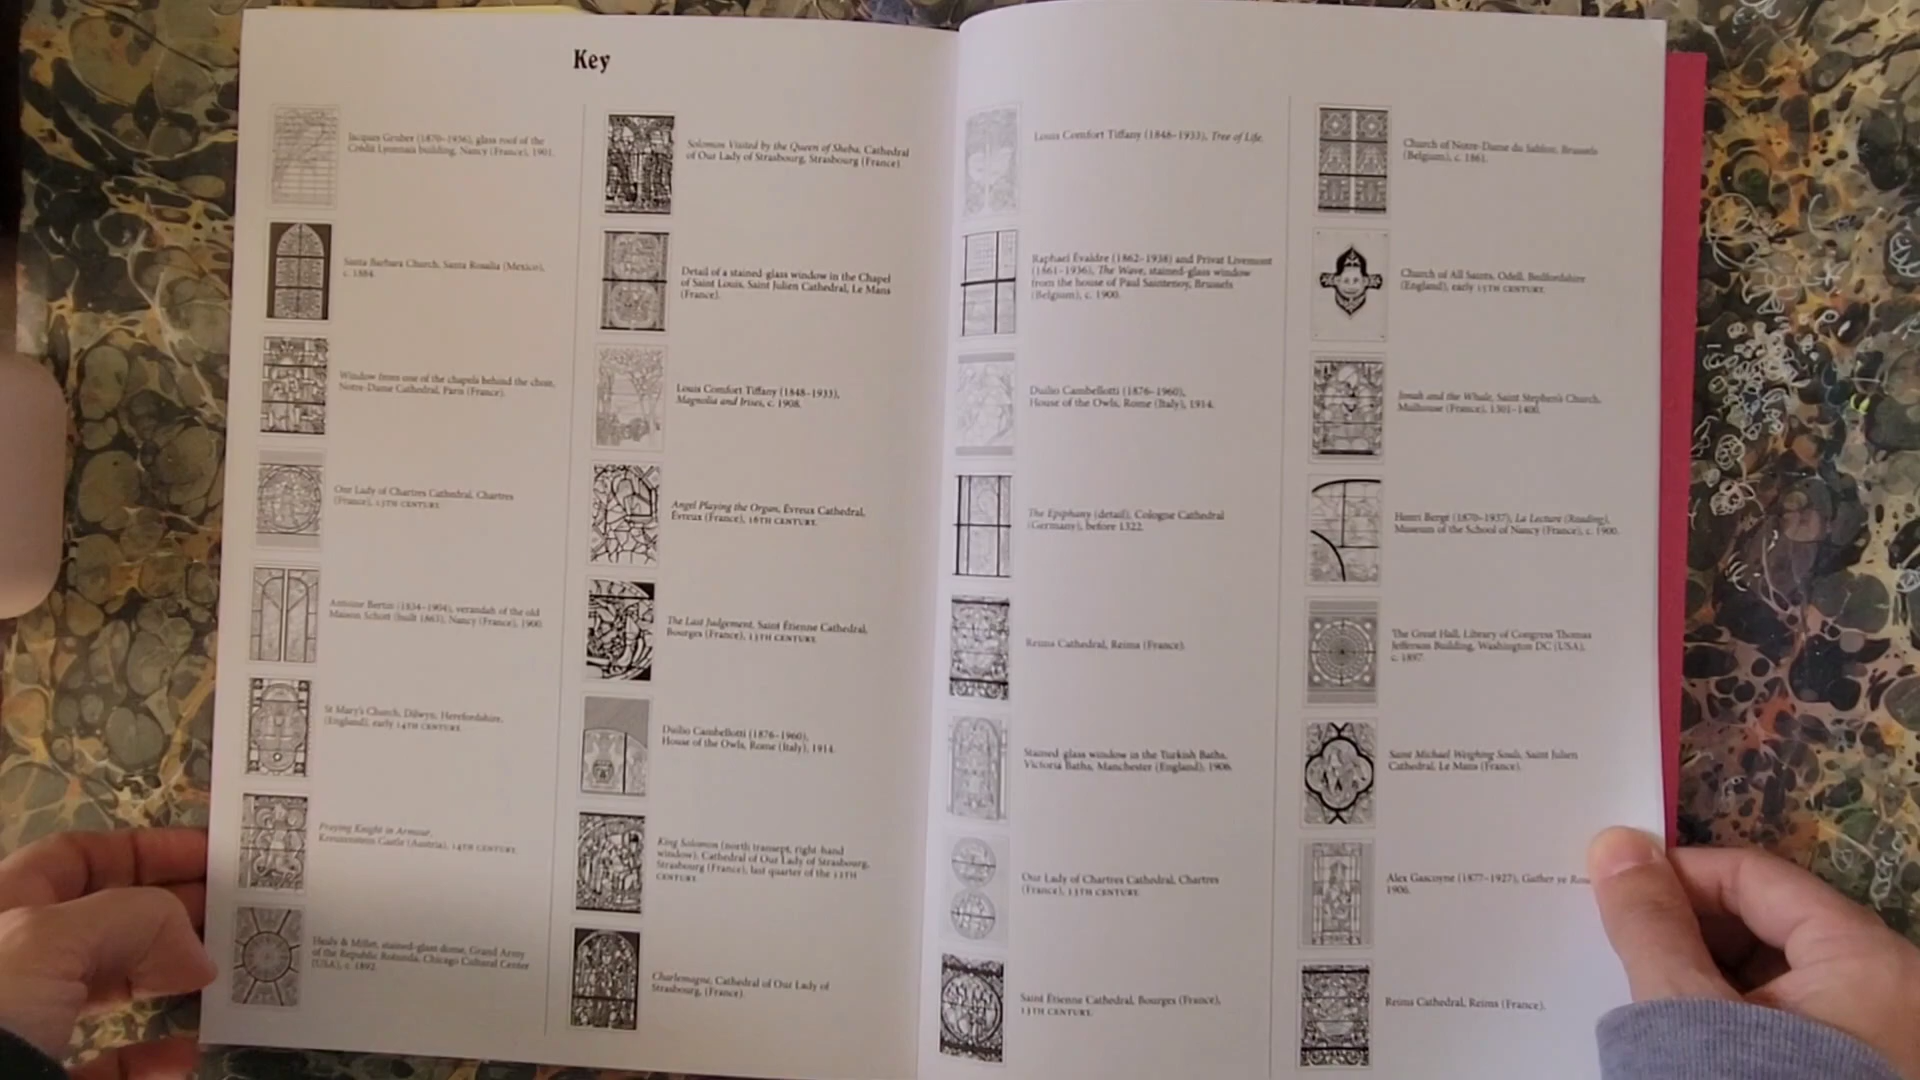 Key
Jacques Gruber (1870–1936), glass roof of the
Crédit Lyonnais building, Nancy (France), 1901.
Santa Barbara Church, Santa Rosalía (Mexico),
c. 1884.
Window from one of the chapels behind the choir,
Notre-Dame Cathedral, Paris (France).
Our Lady of Chartres Cathedral, Chartres
(France), 13TH CENTURY.
Antoine Bertin (1834–1904), verandah of the old
Maison Schott (built 1863), Nancy (France), 1900.
St Mary's Church, Dilwyn, Herefordshire,
(England), early 14TH CENTURY.
Praying Knight in Armour,
Kreuzenstein Castle (Austria), 14TH CENTURY.
Healy & Millet, stained-glass dome, Grand Army
of the Republic Rotunda, Chicago Cultural Center
(USA), c. 1892.
Solomon Visited by the Queen of Sheba, Cathedral
of Our Lady of Strasbourg, Strasbourg (France).
Detail of a stained-glass window in the Chapel
of Saint Louis, Saint Julien Cathedral, Le Mans
(France).
Louis Comfort Tiffany (1848–1933),
Magnolia and Irises, c. 1908.
Angel Playing the Organ, Évreux Cathedral,
Évreux (France), 16TH CENTURY.
The Last Judgement, Saint Étienne Cathedral,
Bourges (France), 13TH CENTURY.
Duilio Cambellotti (1876–1960),
House of the Owls, Rome (Italy), 1914.
King Solomon (north transept, right-hand
window), Cathedral of Our Lady of Strasbourg,
Strasbourg (France), last quarter of the 13TH
CENTURY.
Charlemagne, Cathedral of Our Lady of
Strasbourg, (France).
Louis Comfort Tiffany (1848–1933), Tree of Life.
Raphael Évaldre (1862–1938) and Privat Livemont
(1861–1936), The Wave, stained-glass window
from the house of Paul Saintenoy, Brussels
(Belgium), c. 1900.
Duilio Cambellotti (1876–1960),
House of the Owls, Rome (Italy), 1914.
The Epiphany (detail), Cologne Cathedral
(Germany), before 1322.
Reims Cathedral, Reims (France).
Stained-glass window in the Turkish Baths,
Victoria Baths, Manchester (England), 1906.
Our Lady of Chartres Cathedral, Chartres
(France), 13TH CENTURY.
Saint Étienne Cathedral, Bourges (France),
13TH CENTURY.
Church of Notre-Dame du Sablon, Brussels
(Belgium), c. 1861.
Church of All Saints, Odell, Bedfordshire
(England), early 15TH CENTURY.
Jonah and the Whale, Saint Stephen's Church,
Mulhouse (France), 1301–1400.
Henri Bergé (1870–1937), La Lecture (Reading),
Museum of the School of Nancy (France), c. 1900.
The Great Hall, Library of Congress Thomas
Jefferson Building, Washington DC (USA),
c. 1897.
Saint Michael Weighing Souls, Saint Julien
Cathedral, Le Mans (France).
Alex Gascoyne (1877–1927), Gather ye
1906.
Reims Cathedral, Reims (France).